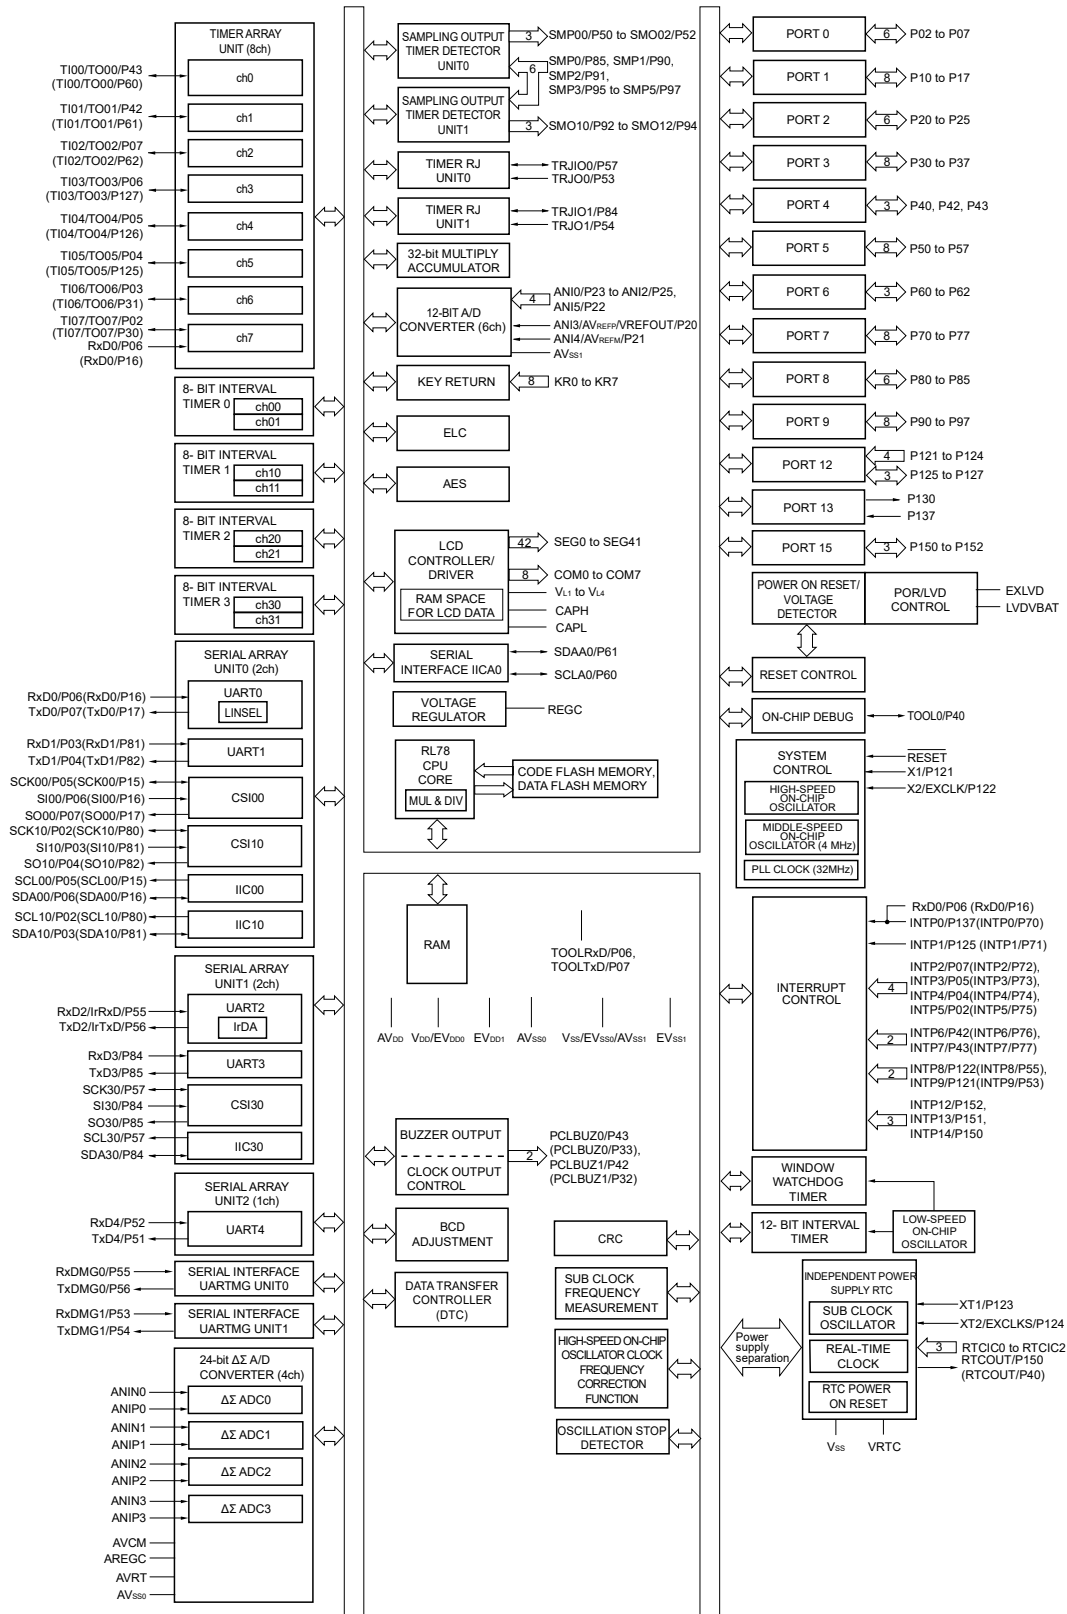 TIMER ARRAY
UNIT (8ch)
TI00/TO00/P43
(TI00/TO00/P60)
ch0
TI01/TO01/P42
(TI01/TO01/P61)
ch1
TI02/TO02/P07
(TI02/TO02/P62)
ch2
TI03/TO03/P06
(TI03/TO03/P127)
ch3
TI04/TO04/P05
(TI04/TO04/P126)
ch4
TI05/TO05/P04
(TI05/TO05/P125)
ch5
TI06/TO06/P03
(TI06/TO06/P31)
ch6
TI07/TO07/P02
(TI07/TO07/P30)
RxD0/P06
(RxD0/P16)
ch7
8- BIT INTERVAL
TIMER 0
ch00
ch01
8- BIT INTERVAL
TIMER 1
ch10
ch11
8- BIT INTERVAL
TIMER 2
ch20
ch21
8- BIT INTERVAL
TIMER 3
ch30
ch31
SERIAL ARRAY
UNIT0 (2ch)
RxD0/P06(RxD0/P16)
TxD0/P07(TxD0/P17)
UART0
LINSEL
RxD1/P03(RxD1/P81)
TxD1/P04(TxD1/P82)
UART1
SCK00/P05(SCK00/P15)
SI00/P06(SI00/P16)
SO00/P07(SO00/P17)
CSI00
SCK10/P02(SCK10/P80)
SI10/P03(SI10/P81)
SO10/P04(SO10/P82)
CSI10
SCL00/P05(SCL00/P15)
SDA00/P06(SDA00/P16)
IIC00
SCL10/P02(SCL10/P80)
SDA10/P03(SDA10/P81)
IIC10
SERIAL ARRAY
UNIT1 (2ch)
RxD2/IrRxD/P55
TxD2/IrTxD/P56
UART2
IrDA
RxD3/P84
TxD3/P85
UART3
SCK30/P57
SI30/P84
SO30/P85
CSI30
SCL30/P57
SDA30/P84
IIC30
SERIAL ARRAY
UNIT2 (1ch)
RxD4/P52
TxD4/P51
UART4
RxDMG0/P55
TxDMG0/P56
SERIAL INTERFACE
UARTMG UNIT0
RxDMG1/P53
TxDMG1/P54
SERIAL INTERFACE
UARTMG UNIT1
24-bit ΔΣ A/D
CONVERTER (4ch)
ANIN0
ANIP0
ΔΣ ADC0
ANIN1
ANIP1
ΔΣ ADC1
ANIN2
ANIP2
ΔΣ ADC2
ANIN3
ANIP3
ΔΣ ADC3
AVCM
AREGC
AVRT
AVSS0
SAMPLING OUTPUT
TIMER DETECTOR
UNIT0
3
SMP00/P50 to SMO02/P52
6
SMP0/P85, SMP1/P90,
SMP2/P91,
SMP3/P95 to SMP5/P97
SAMPLING OUTPUT
TIMER DETECTOR
UNIT1
3
SMO10/P92 to SMO12/P94
TIMER RJ
UNIT0
TRJIO0/P57
TRJO0/P53
TIMER RJ
UNIT1
TRJIO1/P84
TRJO1/P54
32-bit MULTIPLY
ACCUMULATOR
12-BIT A/D
CONVERTER (6ch)
4
ANI0/P23 to ANI2/P25,
ANI5/P22
ANI3/AVREFP/VREFOUT/P20
ANI4/AVREFM/P21
AVSS1
KEY RETURN
8
KR0 to KR7
ELC
AES
LCD
CONTROLLER/
DRIVER
RAM SPACE
FOR LCD DATA
42
SEG0 to SEG41
8
COM0 to COM7
VL1 to VL4
CAPH
CAPL
SERIAL
INTERFACE IICA0
SDAA0/P61
SCLA0/P60
VOLTAGE
REGULATOR
REGC
RL78
CPU
CORE
MUL & DIV
CODE FLASH MEMORY,
DATA FLASH MEMORY
RAM
TOOLRxD/P06,
TOOLTxD/P07
AVDD
VDD/EVDD0
EVDD1
AVSS0
VSS/EVSS0/AVSS1
EVSS1
BUZZER OUTPUT
CLOCK OUTPUT
CONTROL
2
PCLBUZ0/P43
(PCLBUZ0/P33),
PCLBUZ1/P42
(PCLBUZ1/P32)
BCD
ADJUSTMENT
DATA TRANSFER
CONTROLLER
(DTC)
CRC
SUB CLOCK
FREQUENCY
MEASUREMENT
HIGH-SPEED ON-CHIP
OSCILLATOR CLOCK
FREQUENCY
CORRECTION
FUNCTION
OSCILLATION STOP
DETECTOR
PORT 0
6
P02 to P07
PORT 1
8
P10 to P17
PORT 2
6
P20 to P25
PORT 3
8
P30 to P37
PORT 4
3
P40, P42, P43
PORT 5
8
P50 to P57
PORT 6
3
P60 to P62
PORT 7
8
P70 to P77
PORT 8
6
P80 to P85
PORT 9
8
P90 to P97
PORT 12
4
P121 to P124
3
P125 to P127
PORT 13
P130
P137
PORT 15
3
P150 to P152
POWER ON RESET/
VOLTAGE
DETECTOR
POR/LVD
CONTROL
EXLVD
LVDVBAT
RESET CONTROL
ON-CHIP DEBUG
TOOL0/P40
SYSTEM
CONTROL
RESET
X1/P121
X2/EXCLK/P122
HIGH-SPEED
ON-CHIP
OSCILLATOR
MIDDLE-SPEED
ON-CHIP
OSCILLATOR (4 MHz)
PLL CLOCK (32MHz)
INTERRUPT
CONTROL
RxD0/P06 (RxD0/P16)
INTP0/P137(INTP0/P70)
INTP1/P125 (INTP1/P71)
4
INTP2/P07(INTP2/P72),
INTP3/P05(INTP3/P73),
INTP4/P04(INTP4/P74),
INTP5/P02(INTP5/P75)
2
INTP6/P42(INTP6/P76),
INTP7/P43(INTP7/P77)
2
INTP8/P122(INTP8/P55),
INTP9/P121(INTP9/P53)
3
INTP12/P152,
INTP13/P151,
INTP14/P150
WINDOW
WATCHDOG
TIMER
12- BIT INTERVAL
TIMER
LOW-SPEED
ON-CHIP
OSCILLATOR
Power
supply
separation
INDEPENDENT POWER
SUPPLY RTC
SUB CLOCK
OSCILLATOR
XT1/P123
XT2/EXCLKS/P124
REAL-TIME
CLOCK
3
RTCIC0 to RTCIC2
RTCOUT/P150
(RTCOUT/P40)
RTC POWER
ON RESET
VSS
VRTC